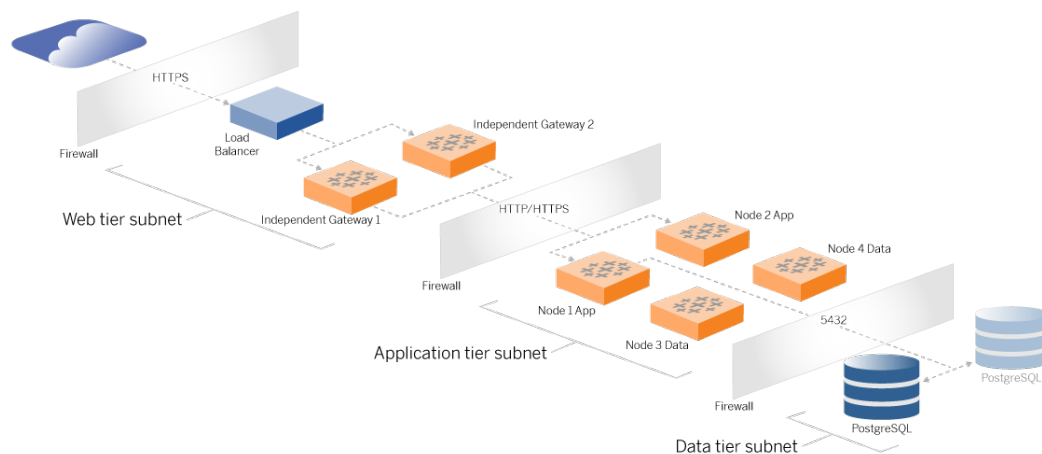 HTTPS
Firewall
Load
Balancer
Independent Gateway 2
Independent Gateway 1
Web tier subnet
HTTP/HTTPS
Firewall
Node 2 App
Node 4 Data
Node 1 App
Node 3 Data
Application tier subnet
5432
Firewall
PostgreSQL
PostgreSQL
Data tier subnet